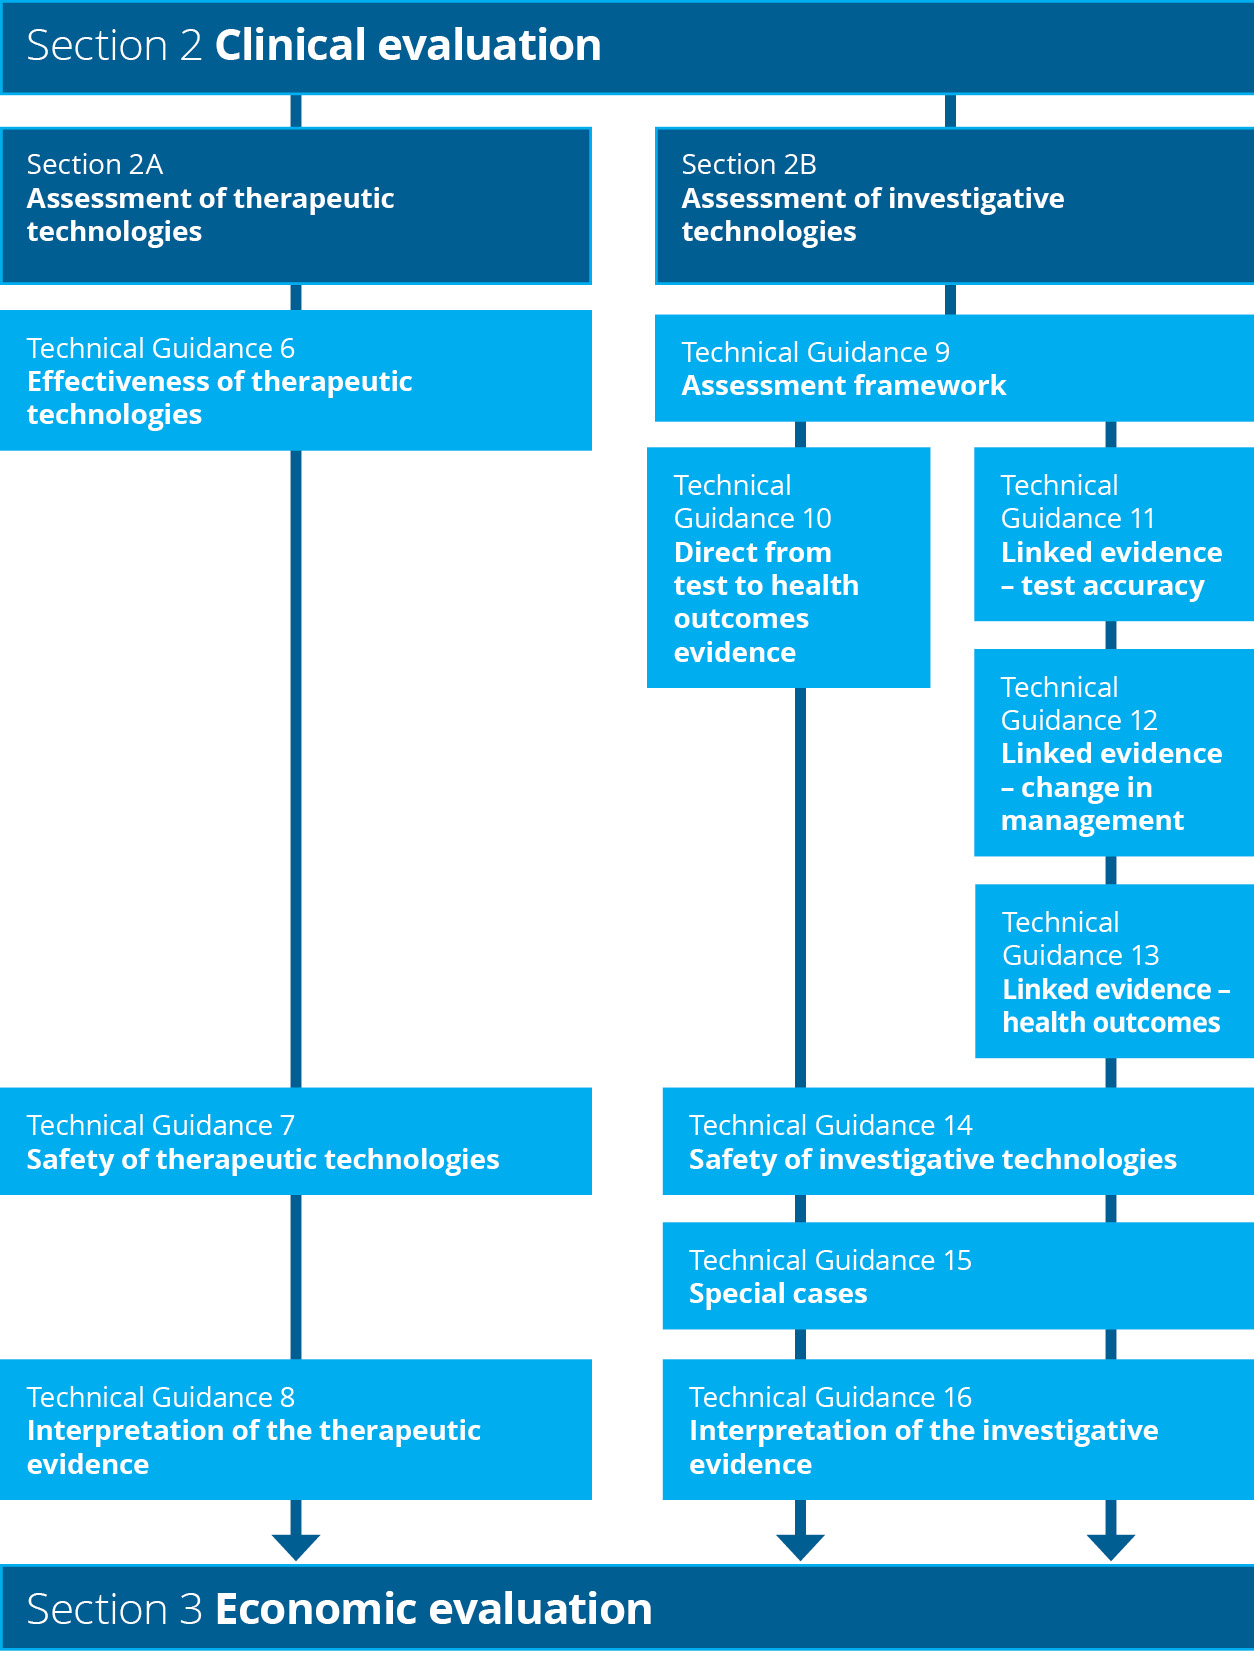 Section 2 Clinical evaluation
Section 2A
Assessment of therapeutic
technologies
Section 2B
Assessment of investigative
technologies
Technical Guidance 6
Effectiveness of therapeutic
technologies
Technical Guidance 9
Assessment framework
Technical
Guidance 10
Direct from
test to health
outcomes
evidence
Technical
Guidance 11
Linked evidence
– test accuracy
Technical
Guidance 12
Linked evidence
– change in
management
Technical
Guidance 13
Linked evidence –
health outcomes
Technical Guidance 7
Safety of therapeutic technologies
Technical Guidance 14
Safety of investigative technologies
Technical Guidance 15
Special cases
Technical Guidance 8
Interpretation of the therapeutic
evidence
Technical Guidance 16
Interpretation of the investigative
evidence
Section 3 Economic evaluation